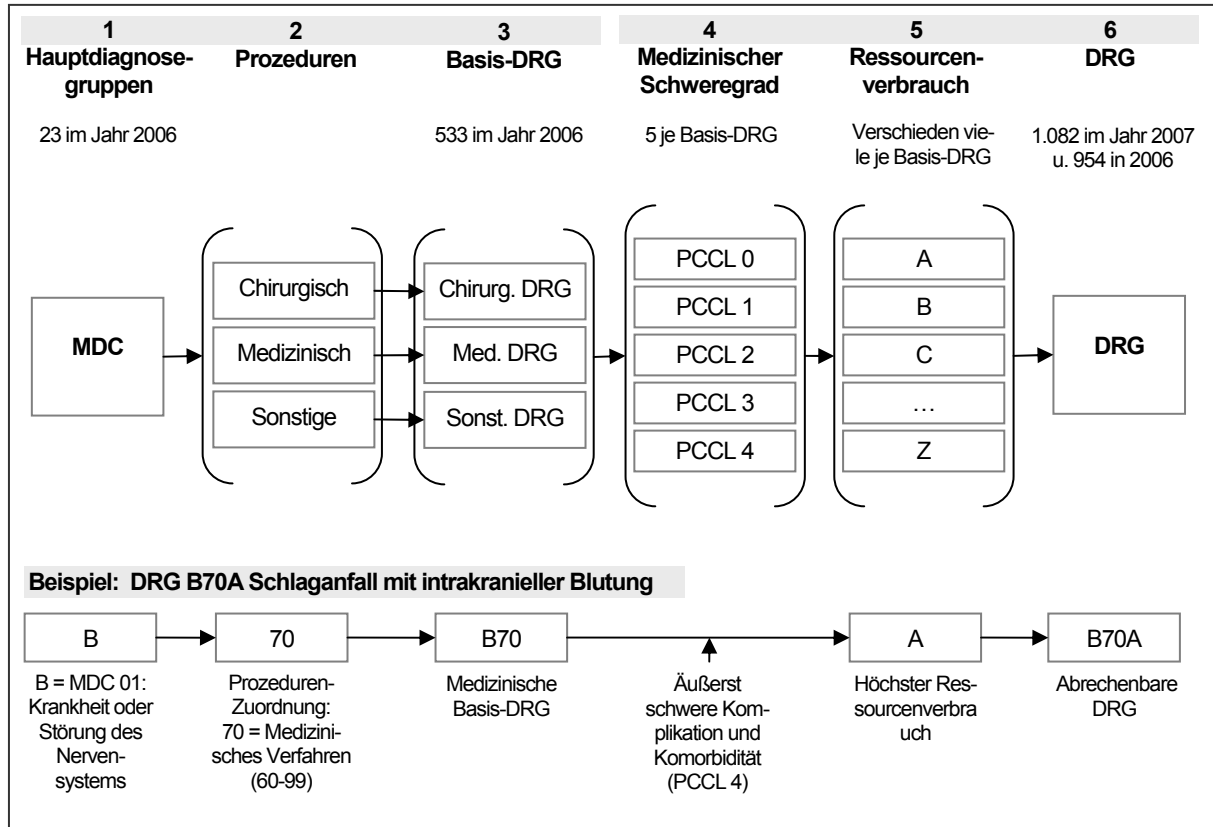 1 2 3 4 5 6
Hauptdiagnose-
gruppen
Prozeduren
Basis-DRG
Medizinischer
Schweregrad
Ressourcen-
verbrauch
DRG
23 im Jahr 2006
533 im Jahr 2006
5 je Basis-DRG
Verschieden vie-
le je Basis-DRG
1.082 im Jahr 2007
u. 954 in 2006
MDC
Chirurgisch
Medizinisch
Sonstige
Chirurg. DRG
Med. DRG
Sonst. DRG
PCCL 0
PCCL 1
PCCL 2
PCCL 3
PCCL 4
A
B
C
…
Z
DRG
Beispiel: DRG B70A Schlaganfall mit intrakranieller Blutung
B
70
B70
A
B70A
B = MDC 01:
Krankheit oder
Störung des
Nerven-
systems
Prozeduren-
Zuordnung:
70 = Medizini-
sches Verfahren
(60-99)
Medizinische
Basis-DRG
Äußerst
schwere Kom-
plikation und
Komorbidität
(PCCL 4)
Höchster Res-
sourcenverbra
uch
Abrechenbare
DRG